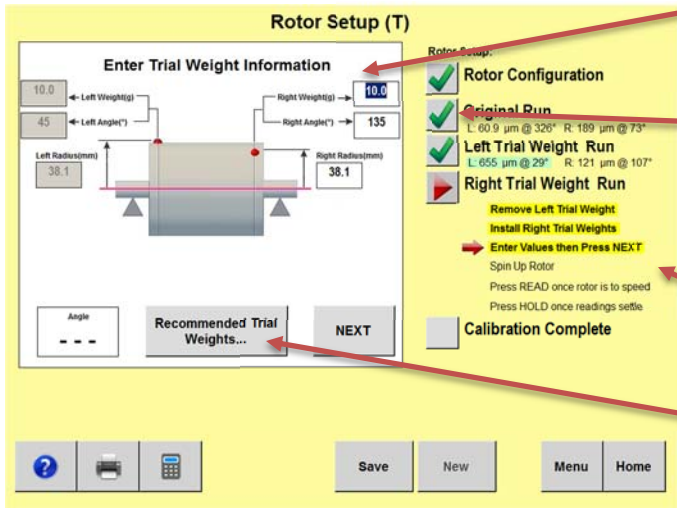 Rotor Setup (T)
Enter Trial Weight Information
10.0
Left Weight(g)
Right Weight(g)
10.0
45
Left Angle(°)
Right Angle(°)
135
Left Radius(mm)
38.1
Right Radius(mm)
38.1
Angle
- - -
Recommended Trial
Weights...
NEXT
Rotor Setup:
Rotor Configuration
Original Run
L: 60.9 µm @ 326° R: 189 µm @ 73°
Left Trial Weight Run
L: 655 µm @ 29° R: 121 µm @ 107°
Right Trial Weight Run
Remove Left Trial Weight
Install Right Trial Weights
Enter Values then Press NEXT
Spin Up Rotor
Press READ once rotor is to speed
Press HOLD once readings settle
Calibration Complete
?
Save
New
Menu
Home